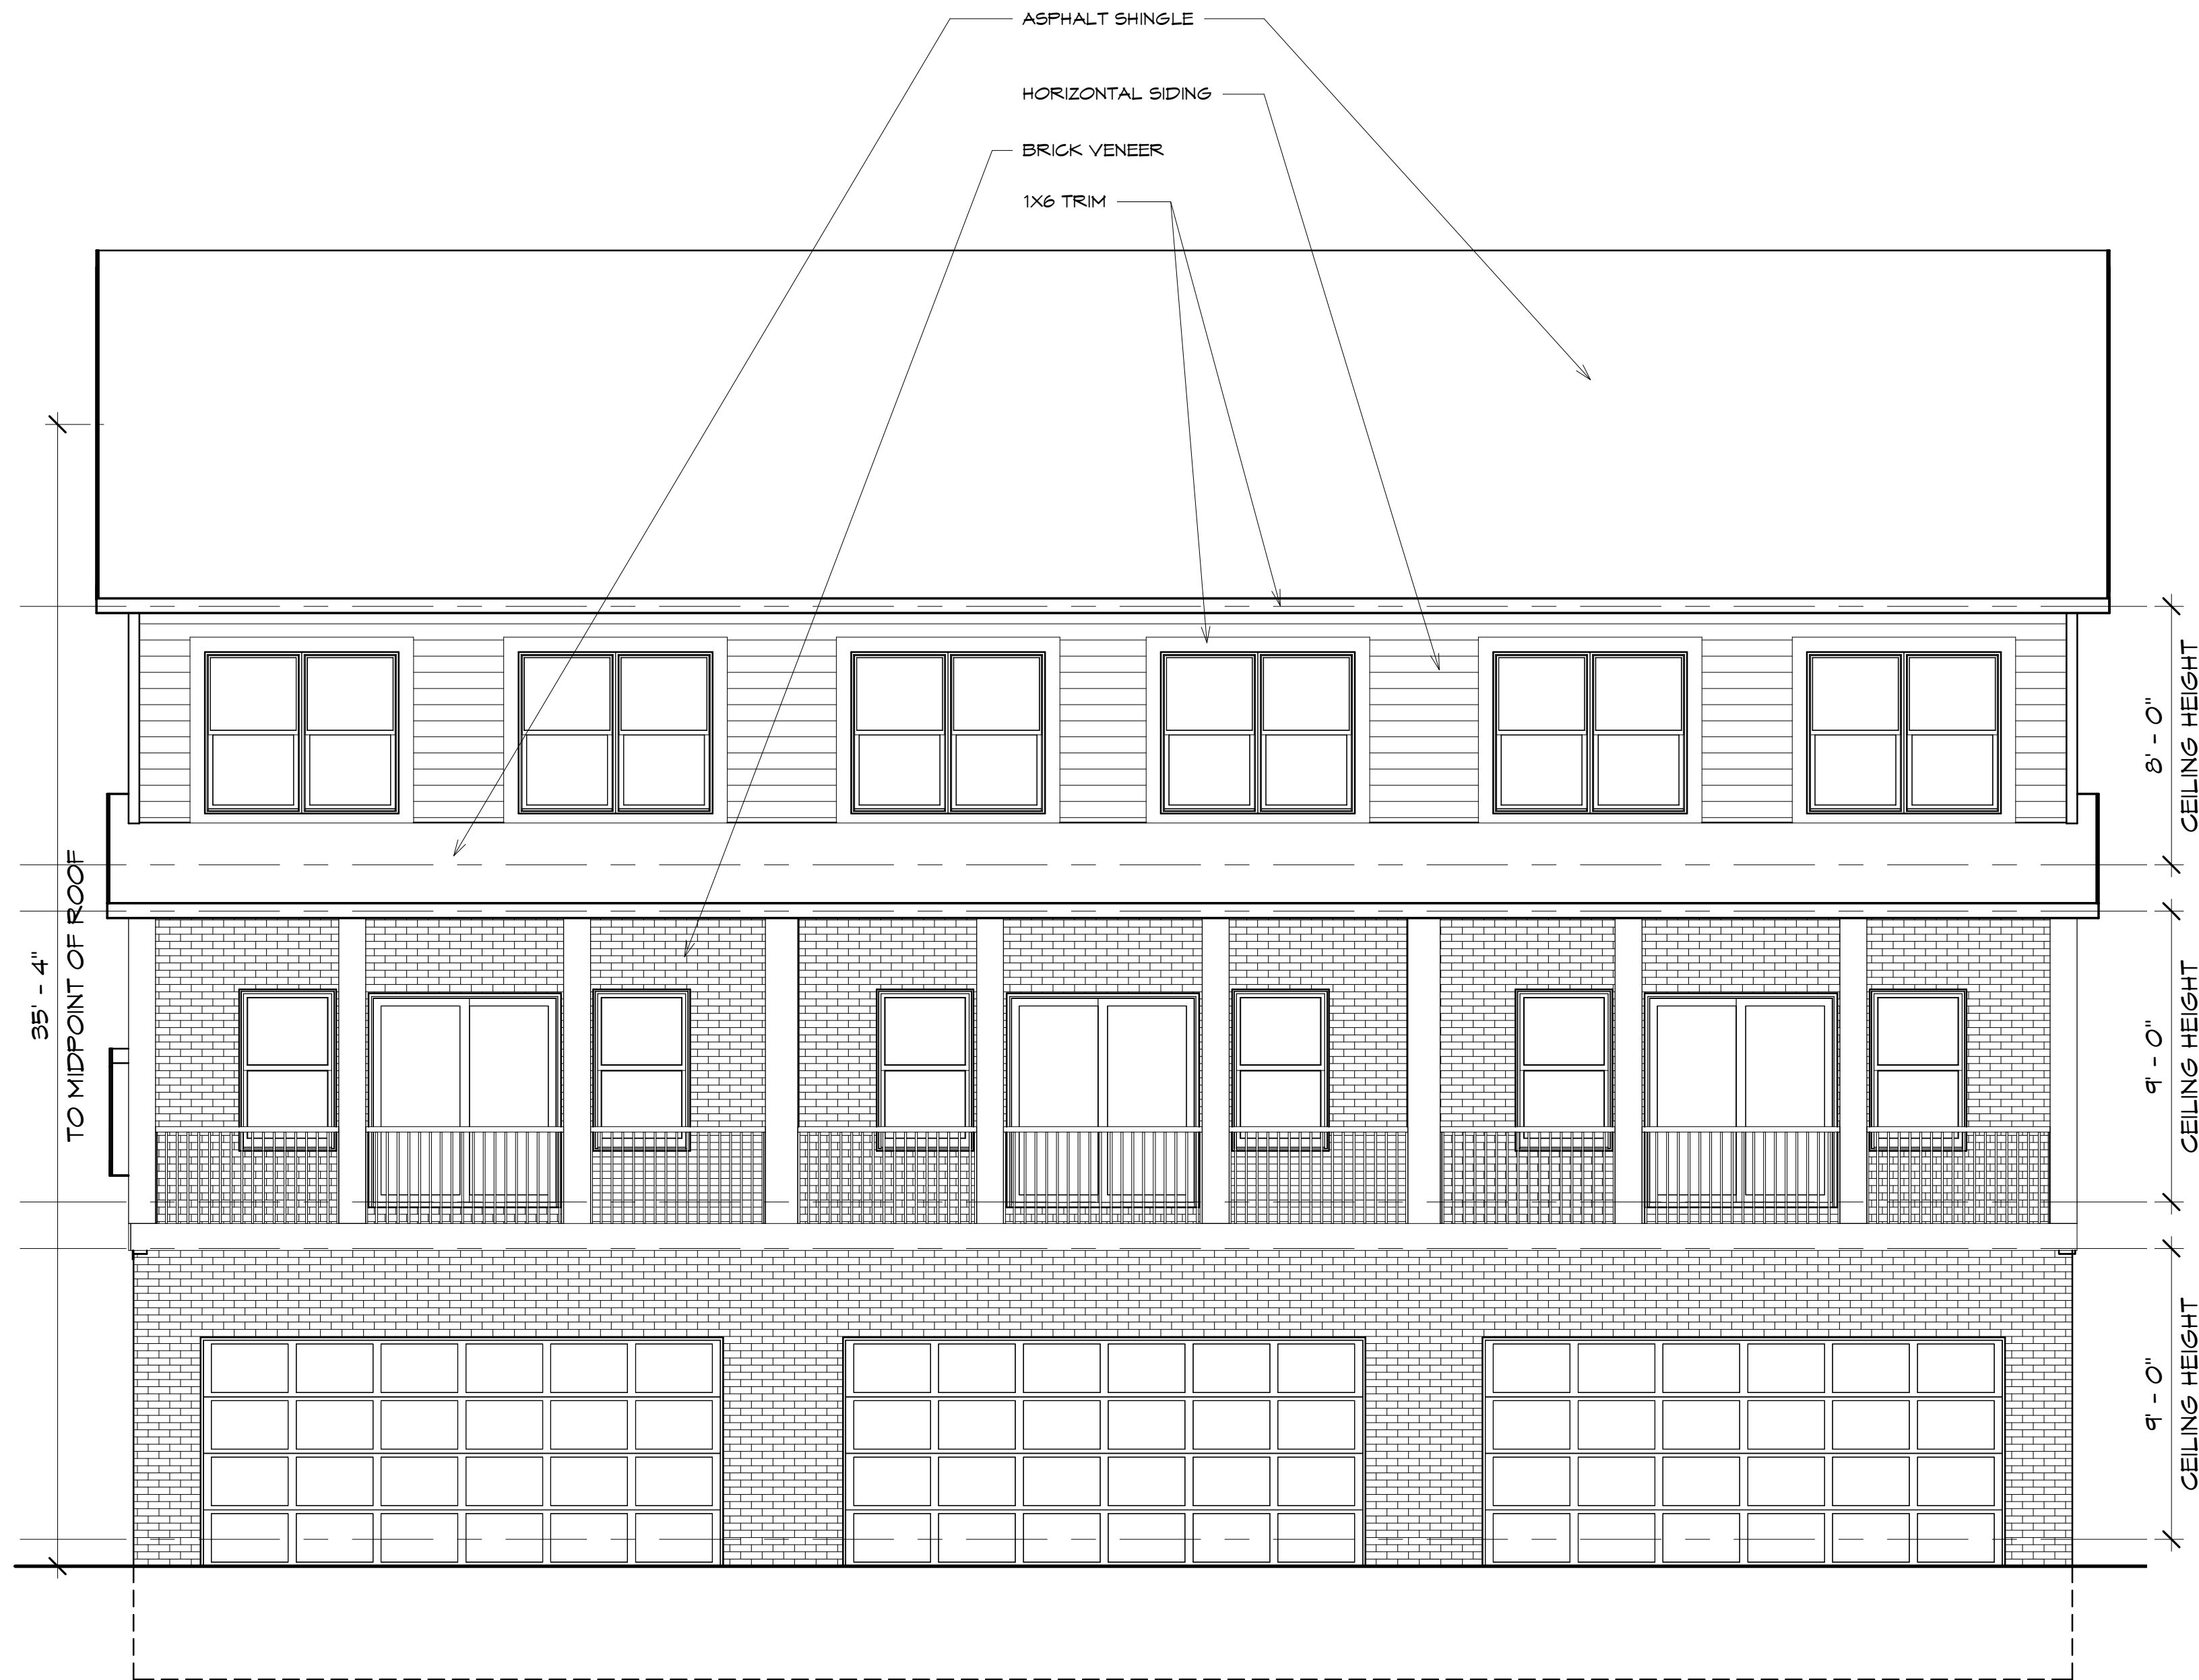 ASPHALT SHINGLE
HORIZONTAL SIDING
BRICK VENEER
1X6 TRIM
35' - 4"
TO MIDPOINT OF ROOF
8' - 0"
CEILING HEIGHT
9' - 0"
CEILING HEIGHT
9' - 0"
CEILING HEIGHT